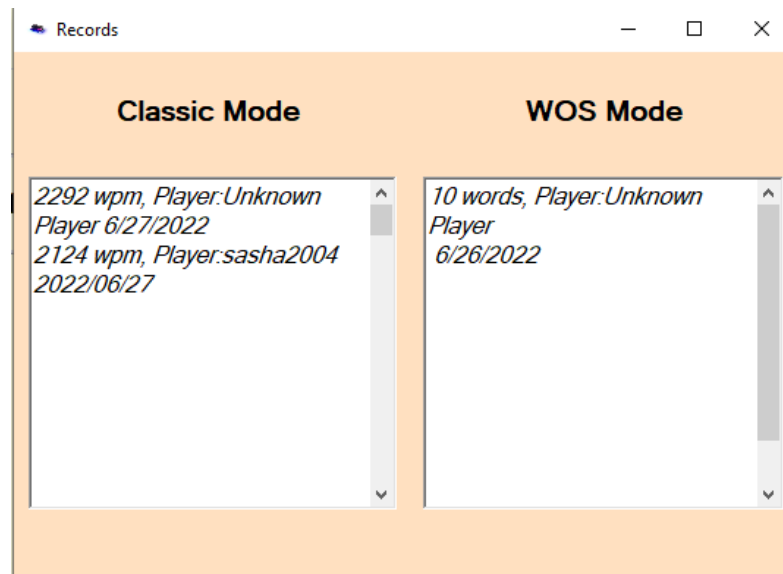 Records
Classic Mode
WOS Mode
2292 wpm, Player:Unknown
Player 6/27/2022
2124 wpm, Player:sasha2004
2022/06/27
10 words, Player:Unknown
Player
6/26/2022